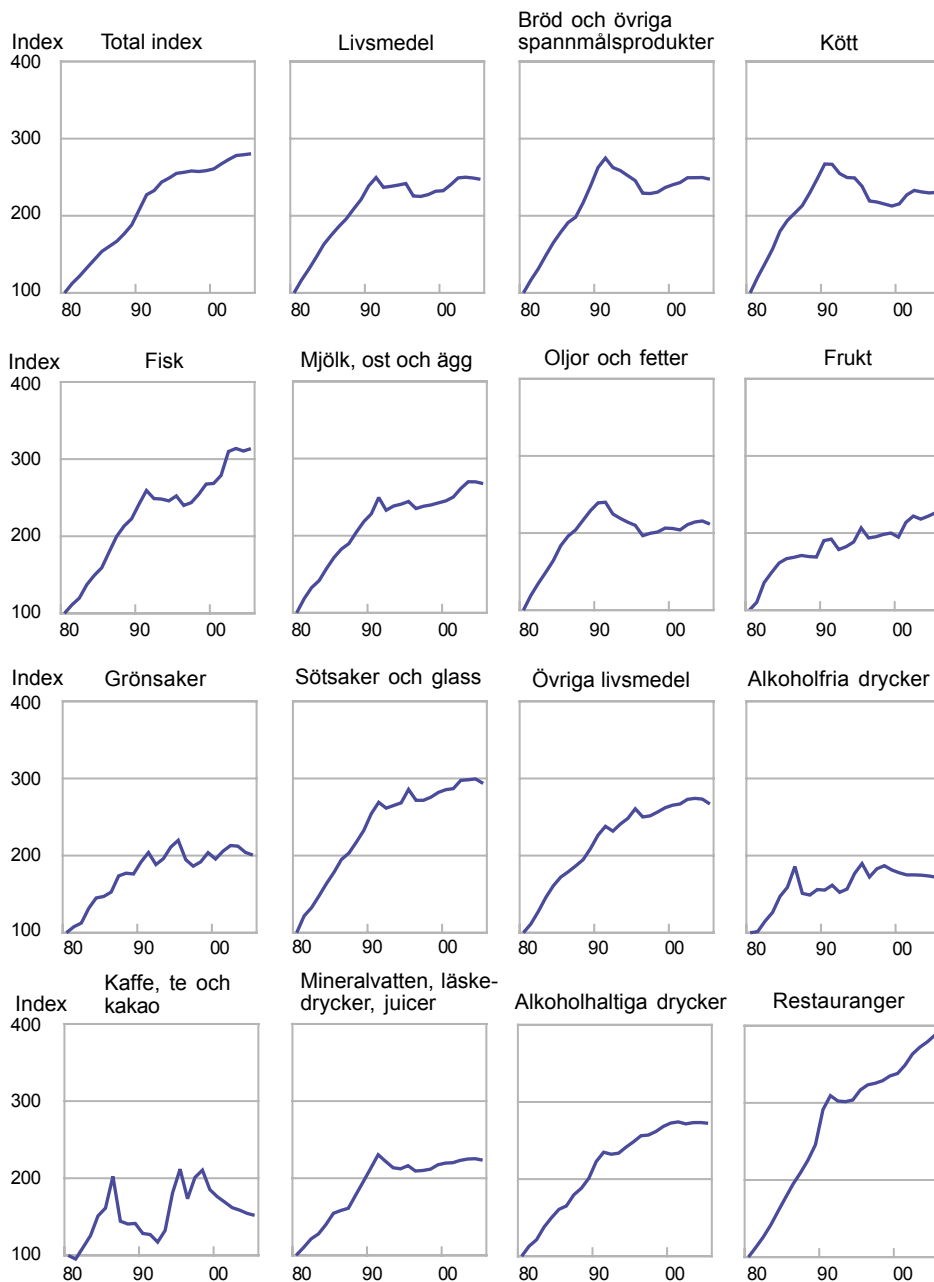 Index
Total index
Livsmedel
Bröd och övriga
spannmålsprodukter
Kött
400
300
200
100
80 90 00
80 90 00
80 90 00
80 90 00
Index
Fisk
Mjölk, ost och ägg
Oljor och fetter
Frukt
400
300
200
100
80 90 00
80 90 00
80 90 00
80 90 00
Index
Grönsaker
Sötsaker och glass
Övriga livsmedel
Alkoholfria drycker
400
300
200
100
80 90 00
80 90 00
80 90 00
80 90 00
Index
Kaffe, te och
kakao
Mineralvatten, läske-
drycker, juicer
Alkoholhaltiga drycker
Restauranger
400
300
200
100
80 90 00
80 90 00
80 90 00
80 90 00